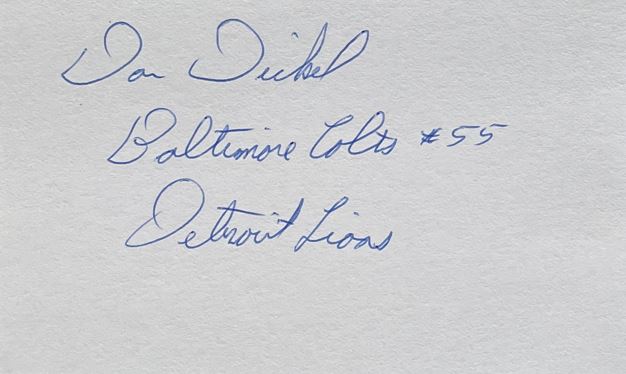 Dan Dickel
Baltimore Colts #55
Detroit Lions